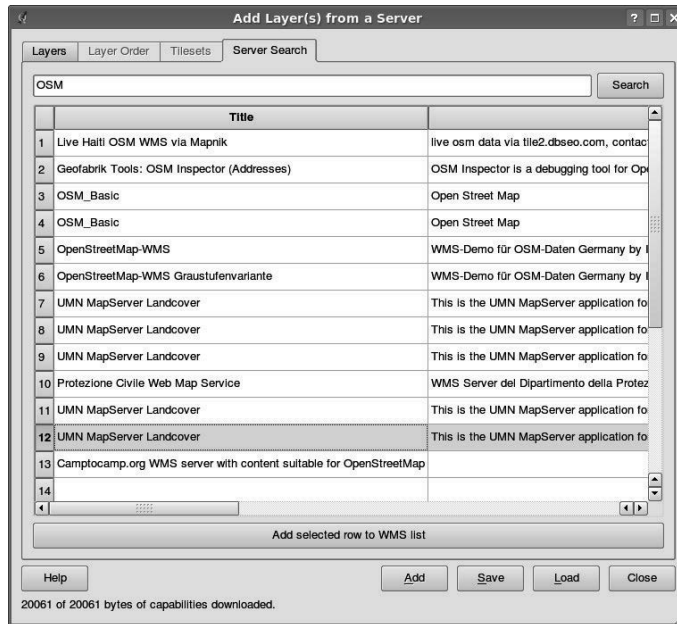 Add Layer(s) from a Server
Layers Layer Order Tilesets Server Search
OSM Search
Title
1 Live Haiti OSM WMS via Mapnik live osm data via tile2.dbseo.com, contac
2 Geofabrik Tools: OSM Inspector (Addresses) OSM Inspector is a debugging tool for Ope
3 OSM_Basic Open Street Map
4 OSM_Basic Open Street Map
5 OpenStreetMap-WMS WMS-Demo für OSM-Daten Germany by
6 OpenStreetMap-WMS Graustufenvariante WMS-Demo für OSM-Daten Germany by
7 UMN MapServer Landcover This is the UMN MapServer application fo
8 UMN MapServer Landcover This is the UMN MapServer application fo
9 UMN MapServer Landcover This is the UMN MapServer application fo
10 Protezione Civile Web Map Service WMS Server del Dipartimento della Protez
11 UMN MapServer Landcover This is the UMN MapServer application fo
12 UMN MapServer Landcover This is the UMN MapServer application fo
13 Camptocamp.org WMS server with content suitable for OpenStreetMap
14
Add selected row to WMS list
Help Add Save Load Close
20061 of 20061 bytes of capabilities downloaded.